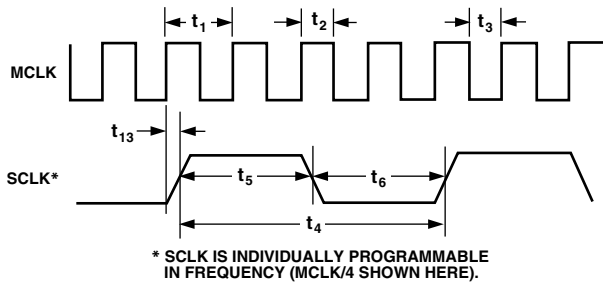 t1
t2
t3
MCLK
t13
SCLK*
t5
t6
t4
* SCLK IS INDIVIDUALLY PROGRAMMABLE
IN FREQUENCY (MCLK/4 SHOWN HERE).